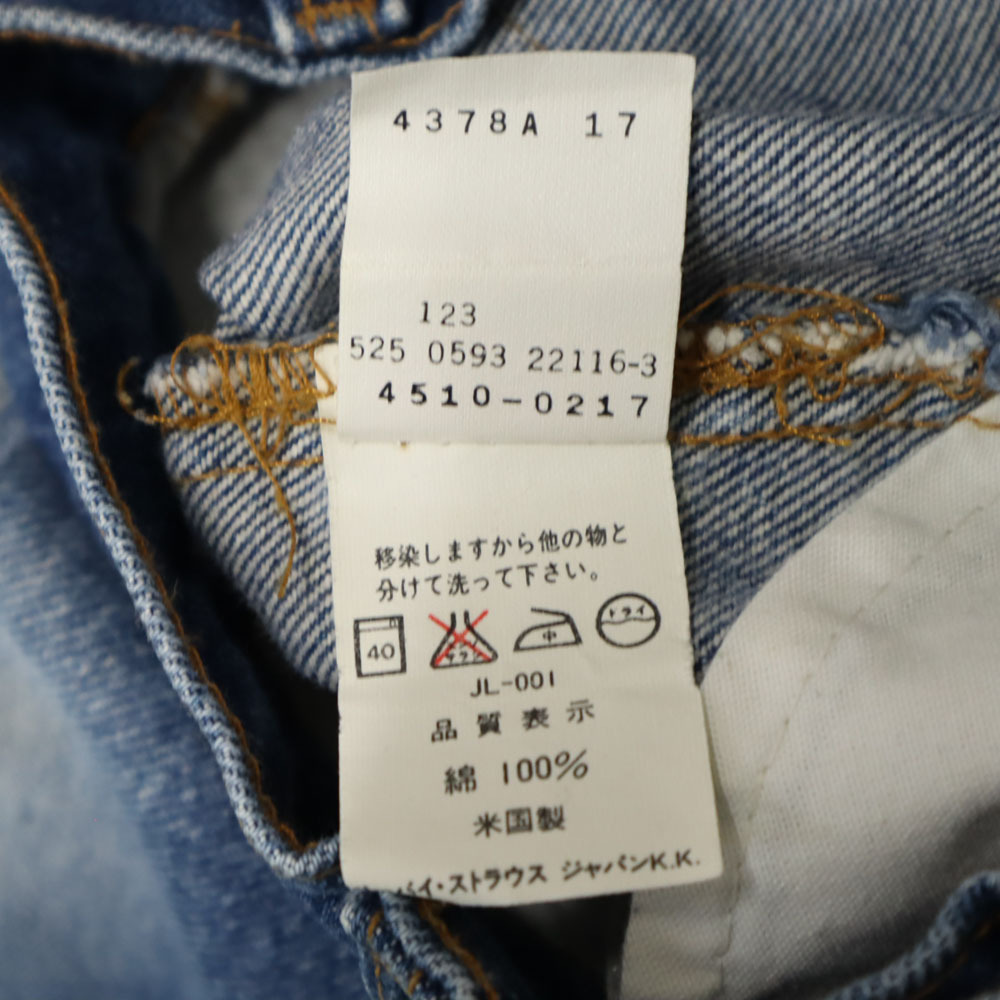 4378A 17
123
525 0593 22116-3
4510-0217
移染しますから他の物と
分けて洗って下さい。
40 中 ドライ
JL-001
品質表示
綿 100%
米国製
バイ・ストラウス ジャパンK.K.